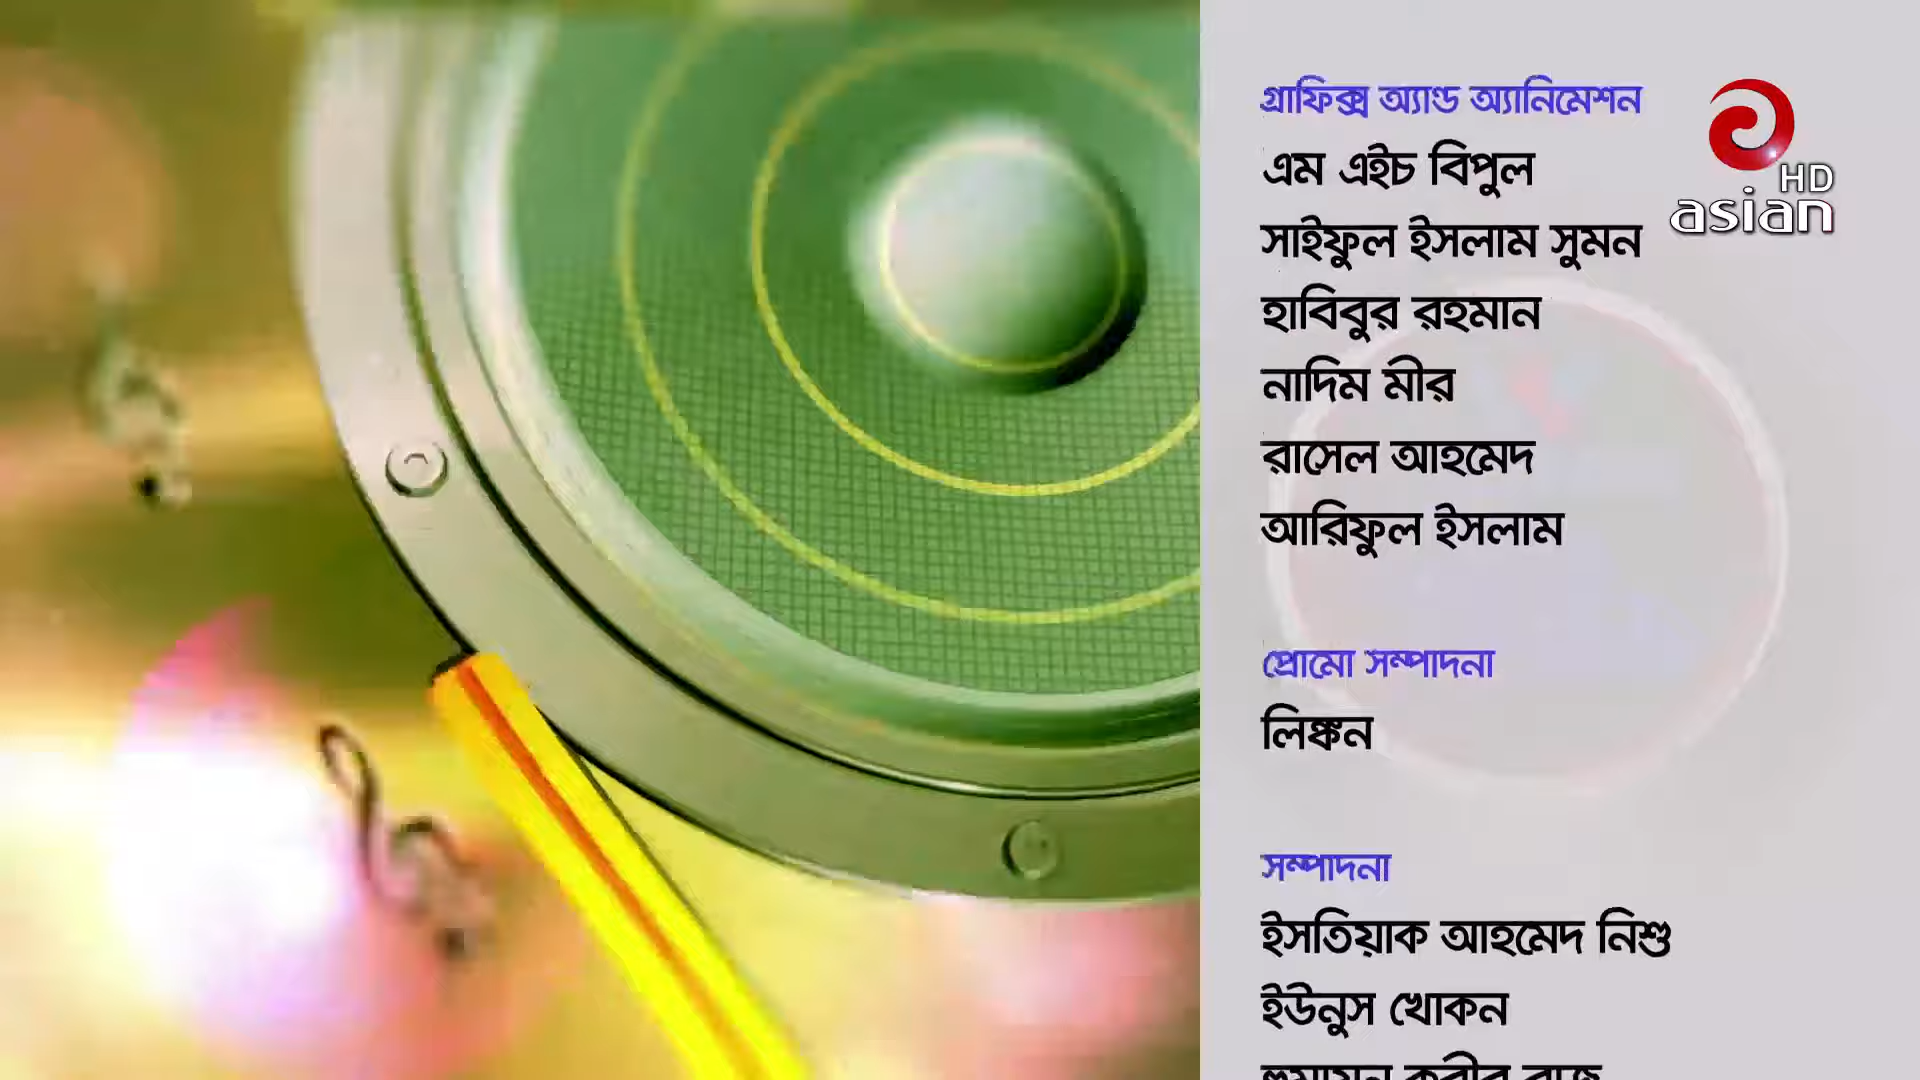 গ্রাফিক্স অ্যান্ড অ্যানিমেশন
এম এইচ বিপুল
সাইফুল ইসলাম সুমন
হাবিবুর রহমান
নাদিম মীর
রাসেল আহমেদ
আরিফুল ইসলাম
প্রোমো সম্পাদনা
লিঙ্কন
সম্পাদনা
ইসতিয়াক আহমেদ নিশু
ইউনুস খোকন
HD
asian